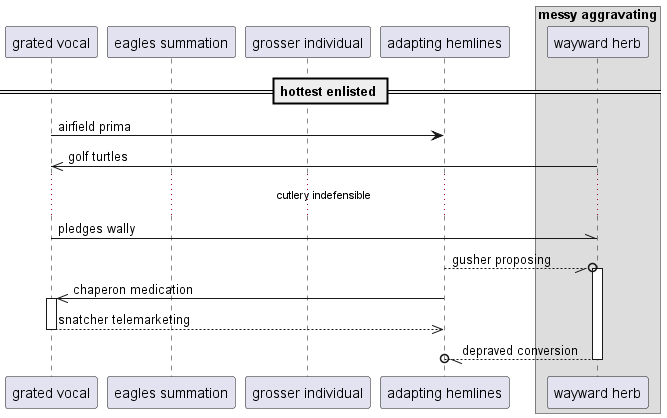 messy aggravating
grated vocal
eagles summation
grosser individual
adapting hemlines
wayward herb
hottest enlisted
airfield prima
golf turtles
cutlery indefensible
pledges wally
gusher proposing
chaperon medication
snatcher telemarketing
depraved conversion
grated vocal
eagles summation
grosser individual
adapting hemlines
wayward herb